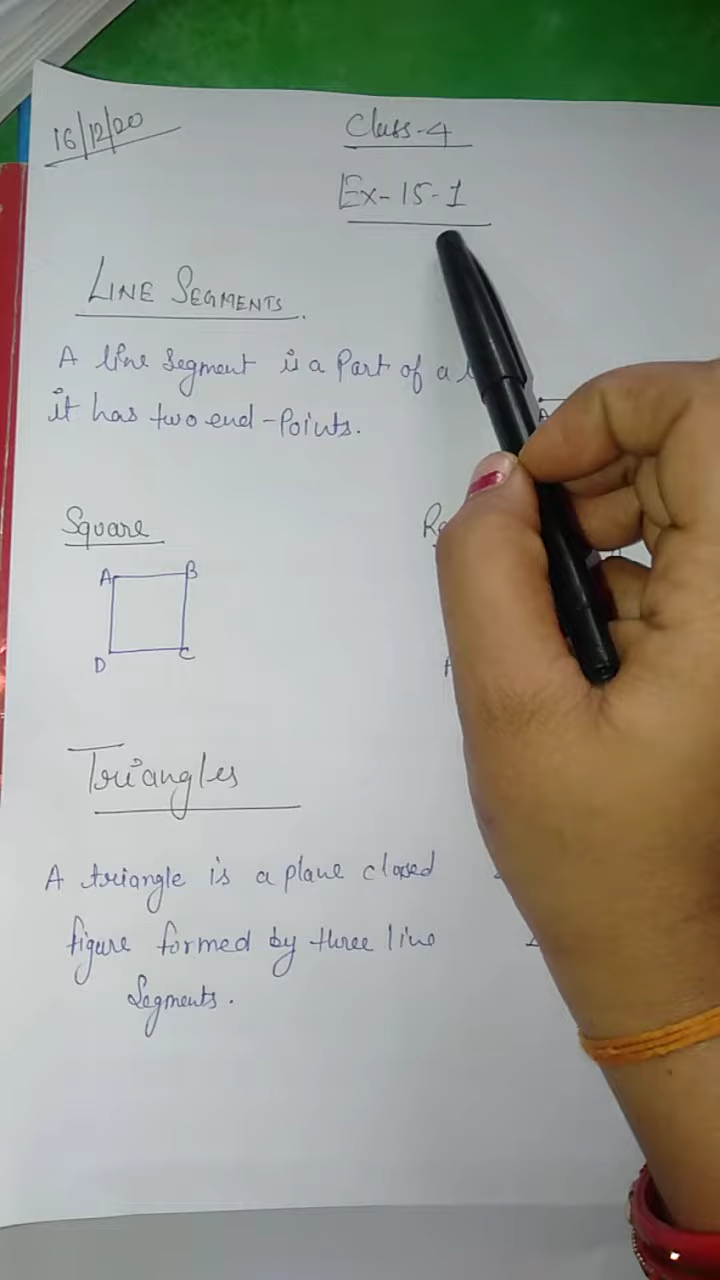 16/12/20
Class-4
Ex-15-1
LINE SEGMENTS.
A line Segment is a Part of a
it has two end-Points.
Square
A B
D C
Triangles
A triangle is a plane closed
figure formed by three line
Segments.